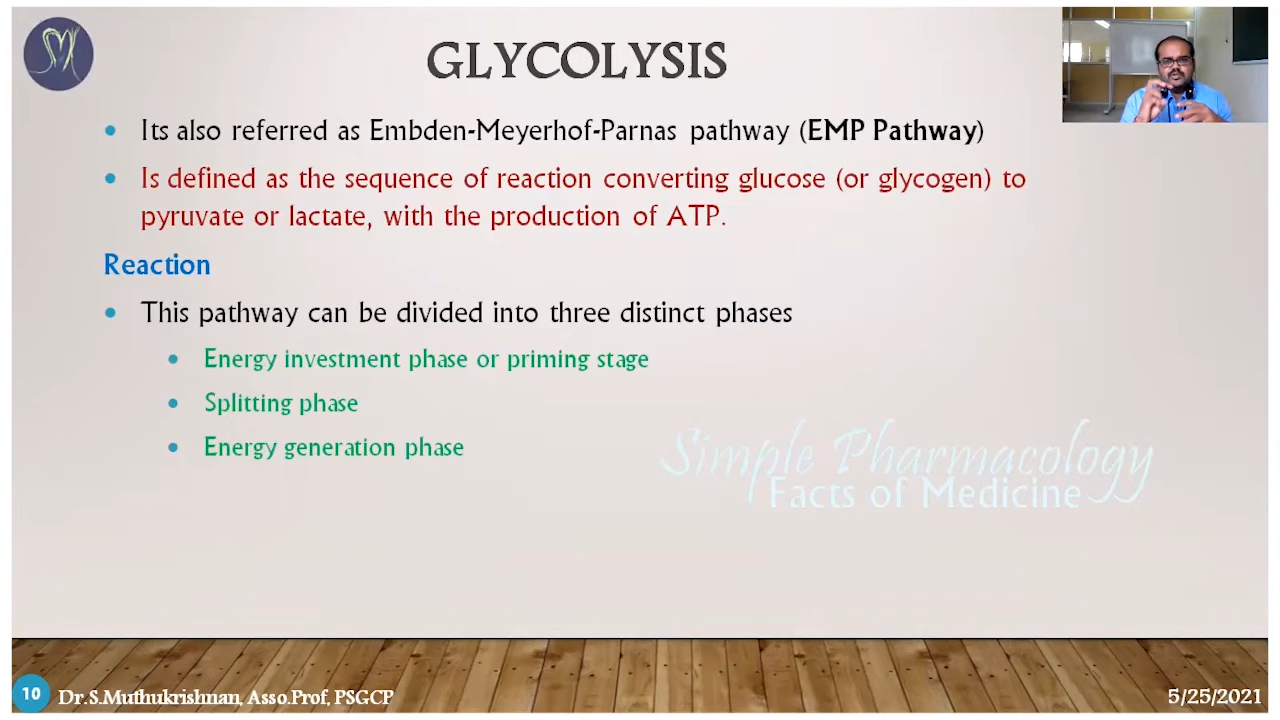 GLYCOLYSIS
• Its also referred as Embden-Meyerhof-Parnas pathway (EMP Pathway)
• Is defined as the sequence of reaction converting glucose (or glycogen) to
pyruvate or lactate, with the production of ATP.
Reaction
• This pathway can be divided into three distinct phases
• Energy investment phase or priming stage
• Splitting phase
• Energy generation phase
Simple Pharmacology
Facts of Medicine
10 Dr.S.Muthukrishnan, Asso.Prof, PSGCP
5/25/2021